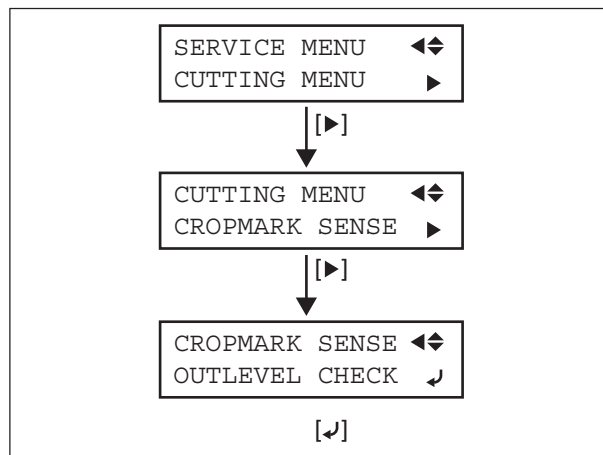 SERVICE MENU ◀♦
CUTTING MENU ▶
[▶]
CUTTING MENU ◀♦
CROPMARK SENSE ▶
[▶]
CROPMARK SENSE ◀♦
OUTLEVEL CHECK ↵
[↵]